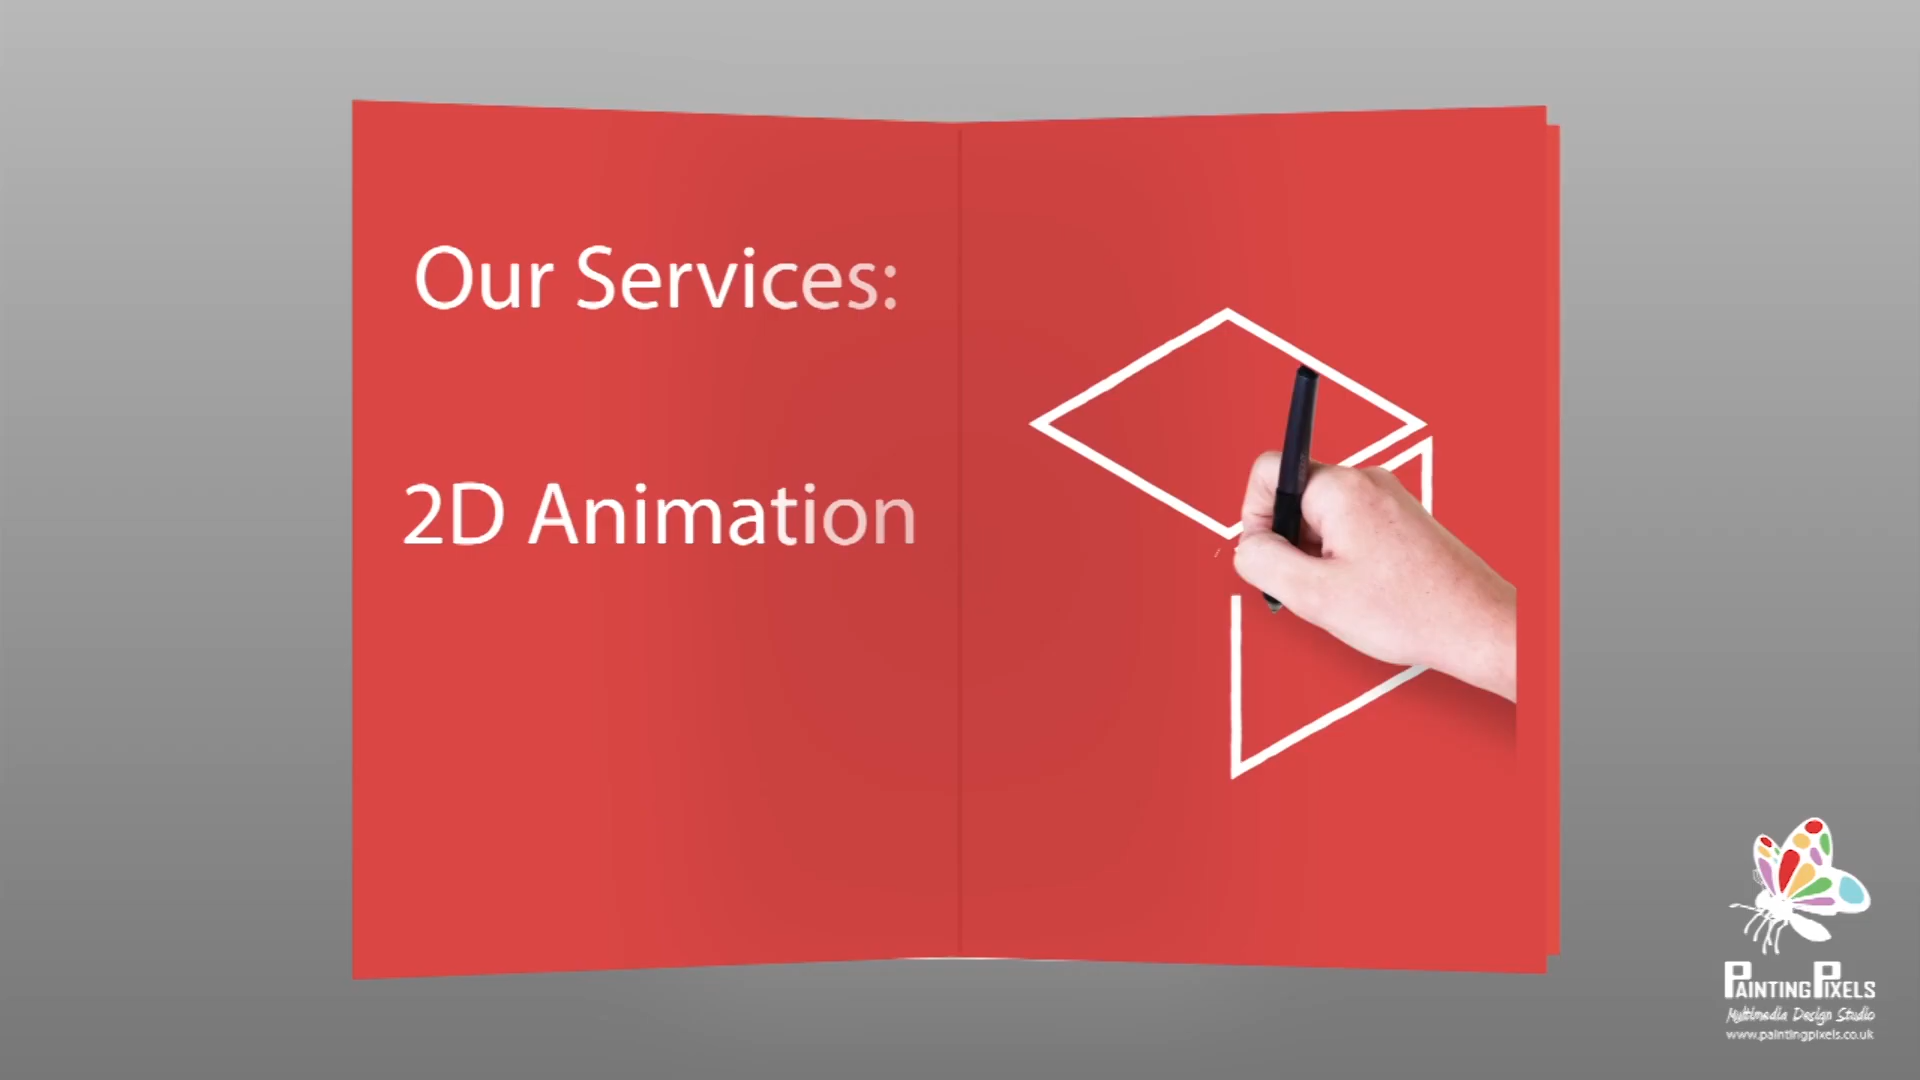 Our Services:
2D Animation
PAINTINGPIXELS
Multimedia Design Studio
www.paintingpixels.co.uk